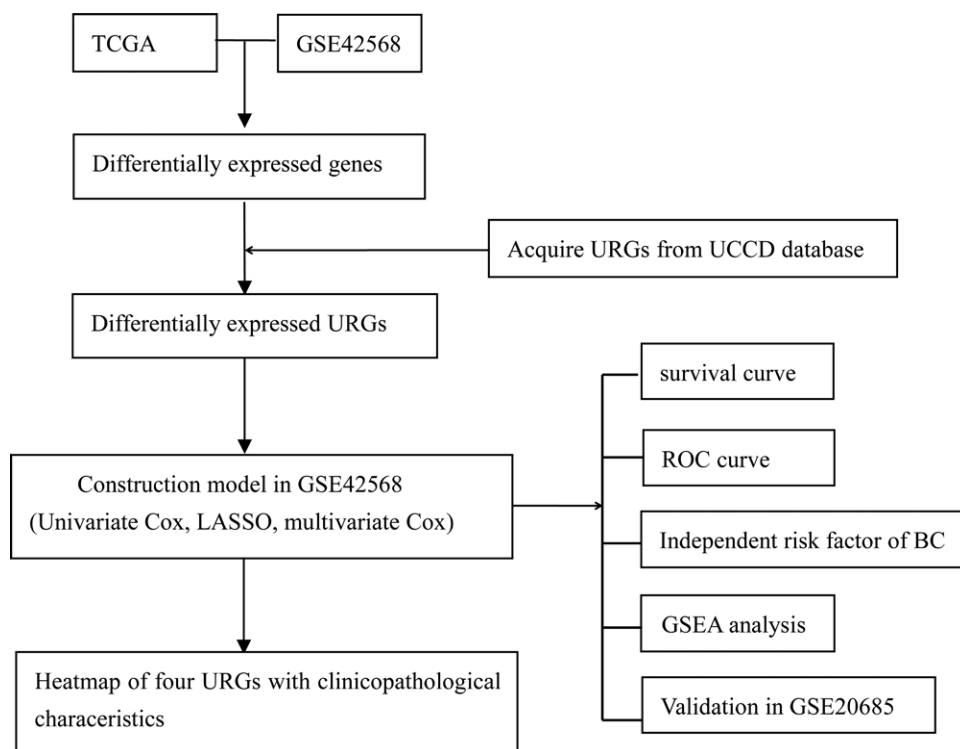 TCGA
GSE42568
Differentially expressed genes
Acquire URGs from UCCD database
Differentially expressed URGs
Construction model in GSE42568
(Univariate Cox, LASSO, multivariate Cox)
survival curve
ROC curve
Independent risk factor of BC
GSEA analysis
Validation in GSE20685
Heatmap of four URGs with clinicopathological
characeristics